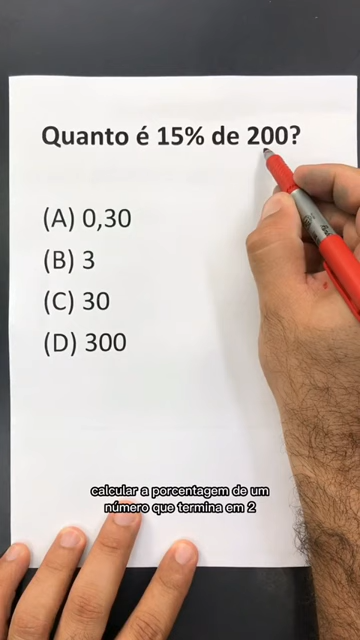 Quanto é 15% de 200?
(A) 0,30
(B) 3
(C) 30
(D) 300
calcular a porcentagem de um
número que termina em 2